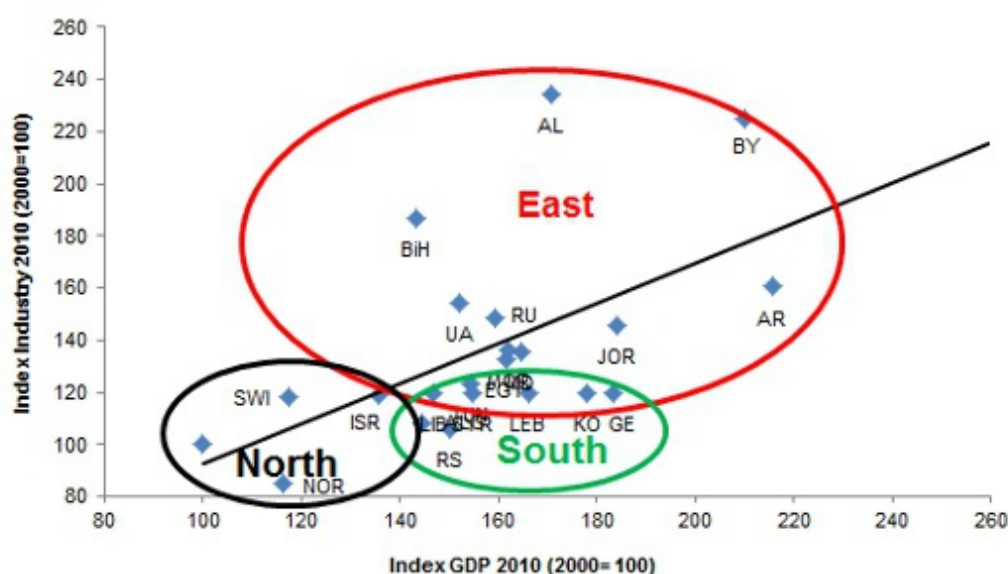 Index Industry 2010 (2000=100)
260
240
220
200
180
160
140
120
100
80
AL
BY
East
BiH
RU
UA
AR
JOR
SWI
ISR
LEB
KO
GE
RS
South
North
NOR
80
100
120
140
160
180
200
220
240
260
Index GDP 2010 (2000= 100)